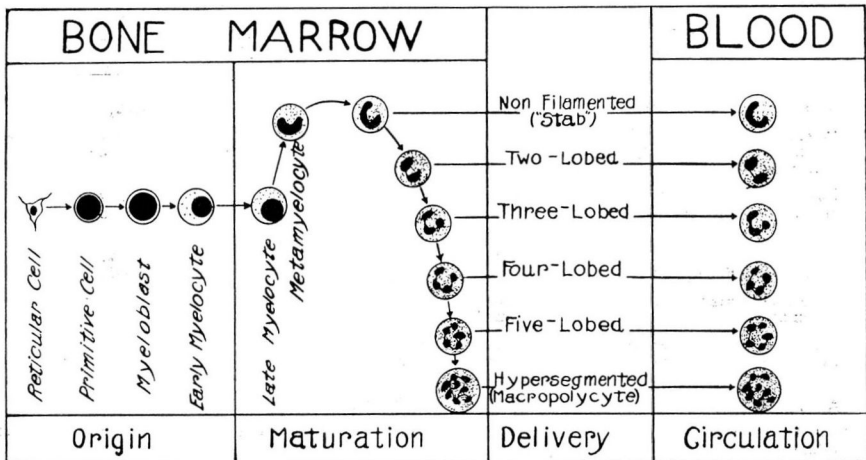 BONE MARROW
BLOOD
Non Filamented
("Stab")
Two-Lobed
Three-Lobed
Four-Lobed
Five-Lobed
Hypersegmented
(Macropolycyte)
Reticular Cell
Primitive Cell
Myeloblast
Early Myelocyte
Late Myelocyte
Metamyelocyte
Origin
Maturation
Delivery
Circulation